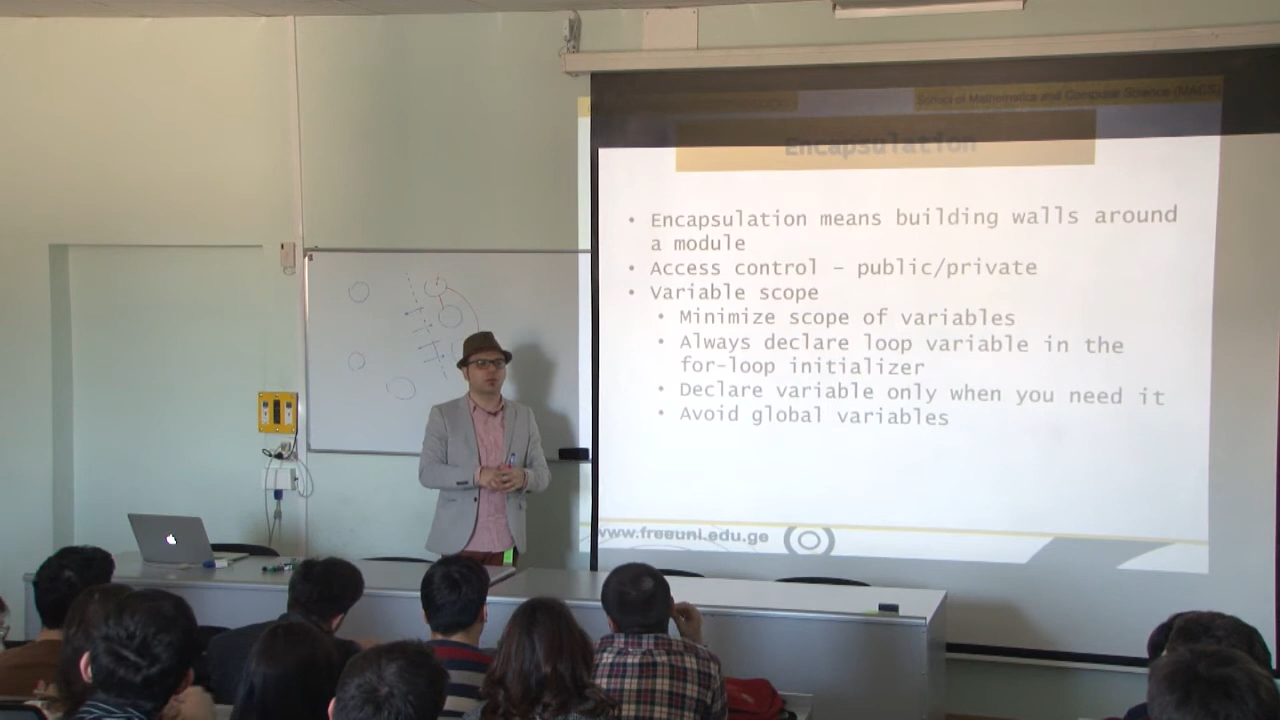 School of Mathematics and Computer Science (MACS)
Encapsulation
• Encapsulation means building walls around
a module
• Access control – public/private
• Variable scope
• Minimize scope of variables
• Always declare loop variable in the
for-loop initializer
• Declare variable only when you need it
• Avoid global variables
www.freeuni.edu.ge